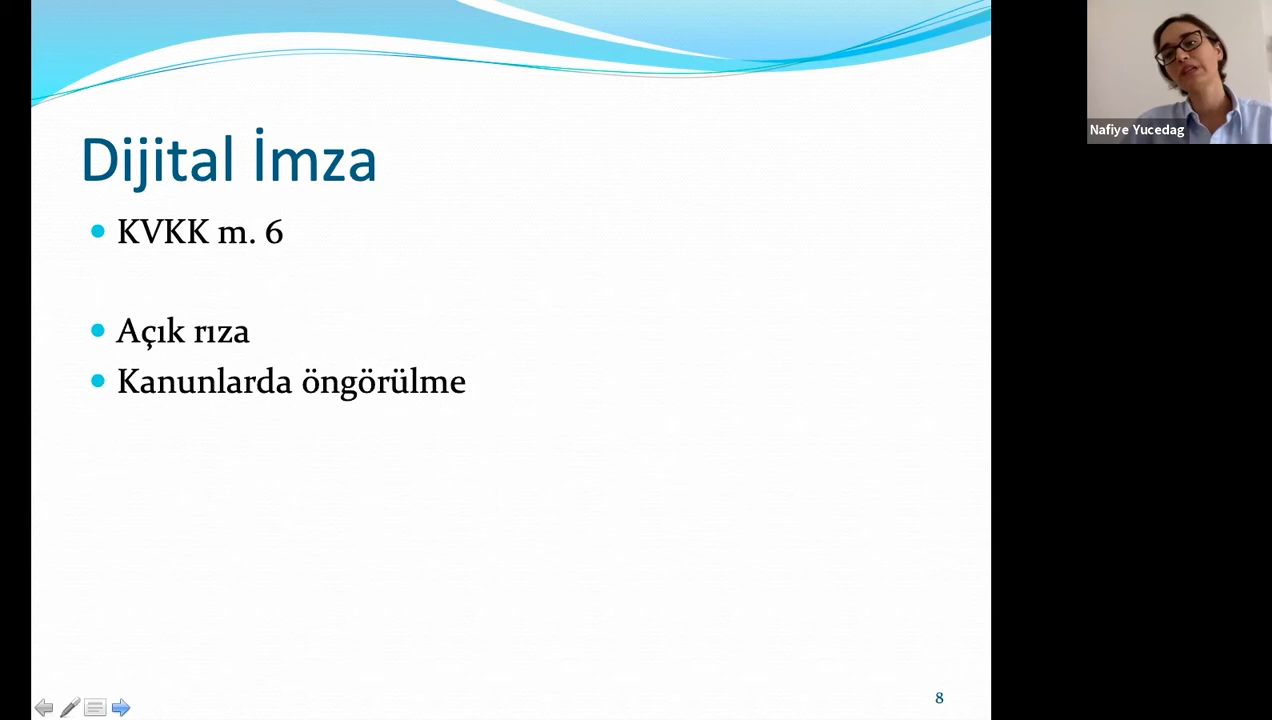 Dijital İmza
KVKK m. 6
Açık rıza
Kanunlarda öngörülme
8
Nafiye Yucedag